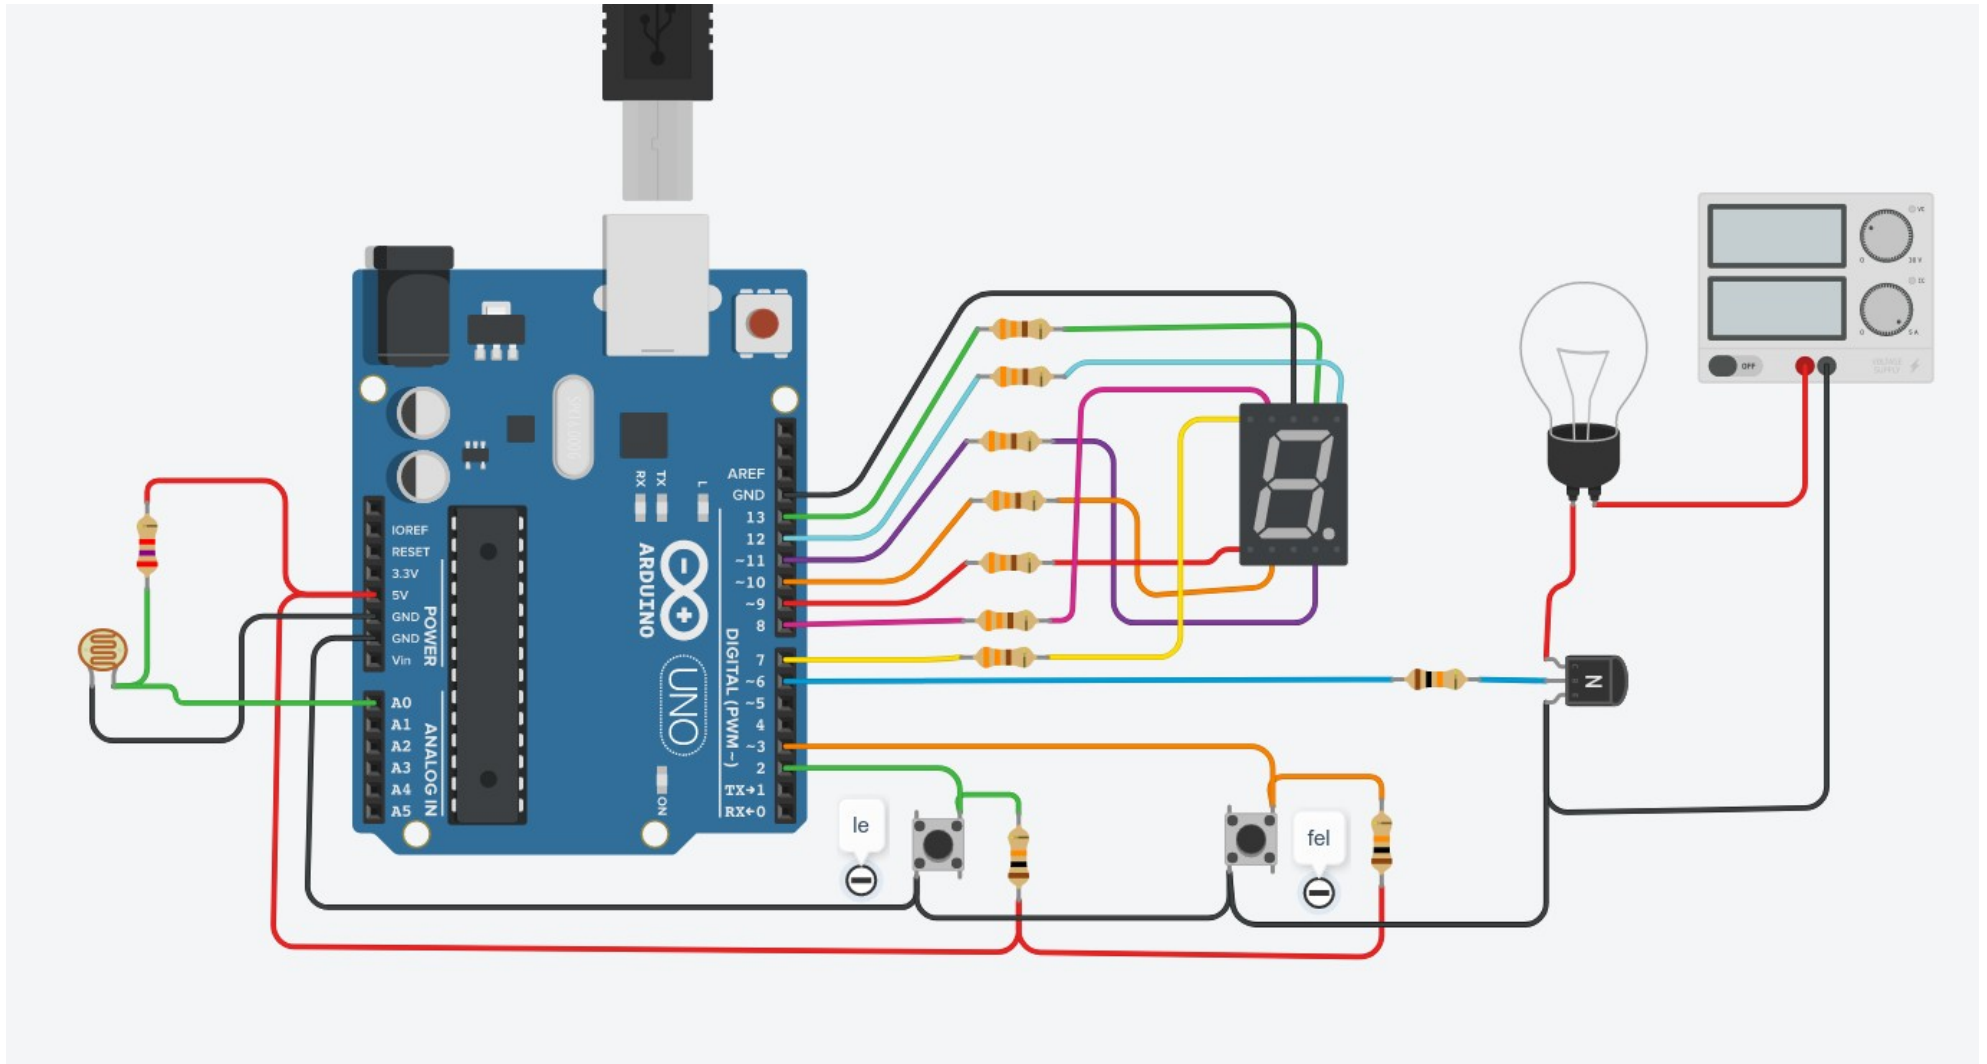 AREF
GND
13
12
~11
~10
~9
8
7
~6
~5
4
~3
2
TX→1
RX←0
DIGITAL (PWM ~)
RX
TX
L
ARDUINO
UNO
ON
IOREF
RESET
3.3V
5V
GND
GND
Vin
POWER
A0
A1
A2
A3
A4
A5
ANALOG IN
le
fel
N
OFF
VOLTAGE
SUPPLY